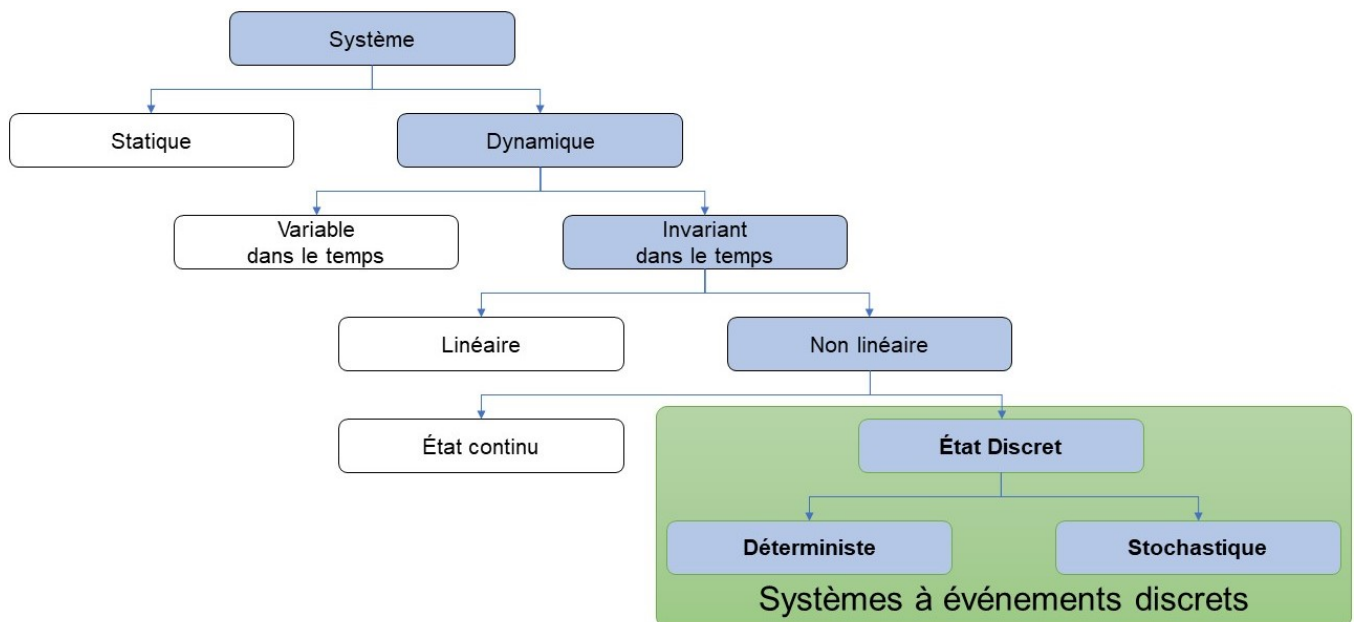 Système
Statique
Dynamique
Variable
dans le temps
Invariant
dans le temps
Linéaire
Non linéaire
État continu
État Discret
Déterministe
Stochastique
Systèmes à événements discrets